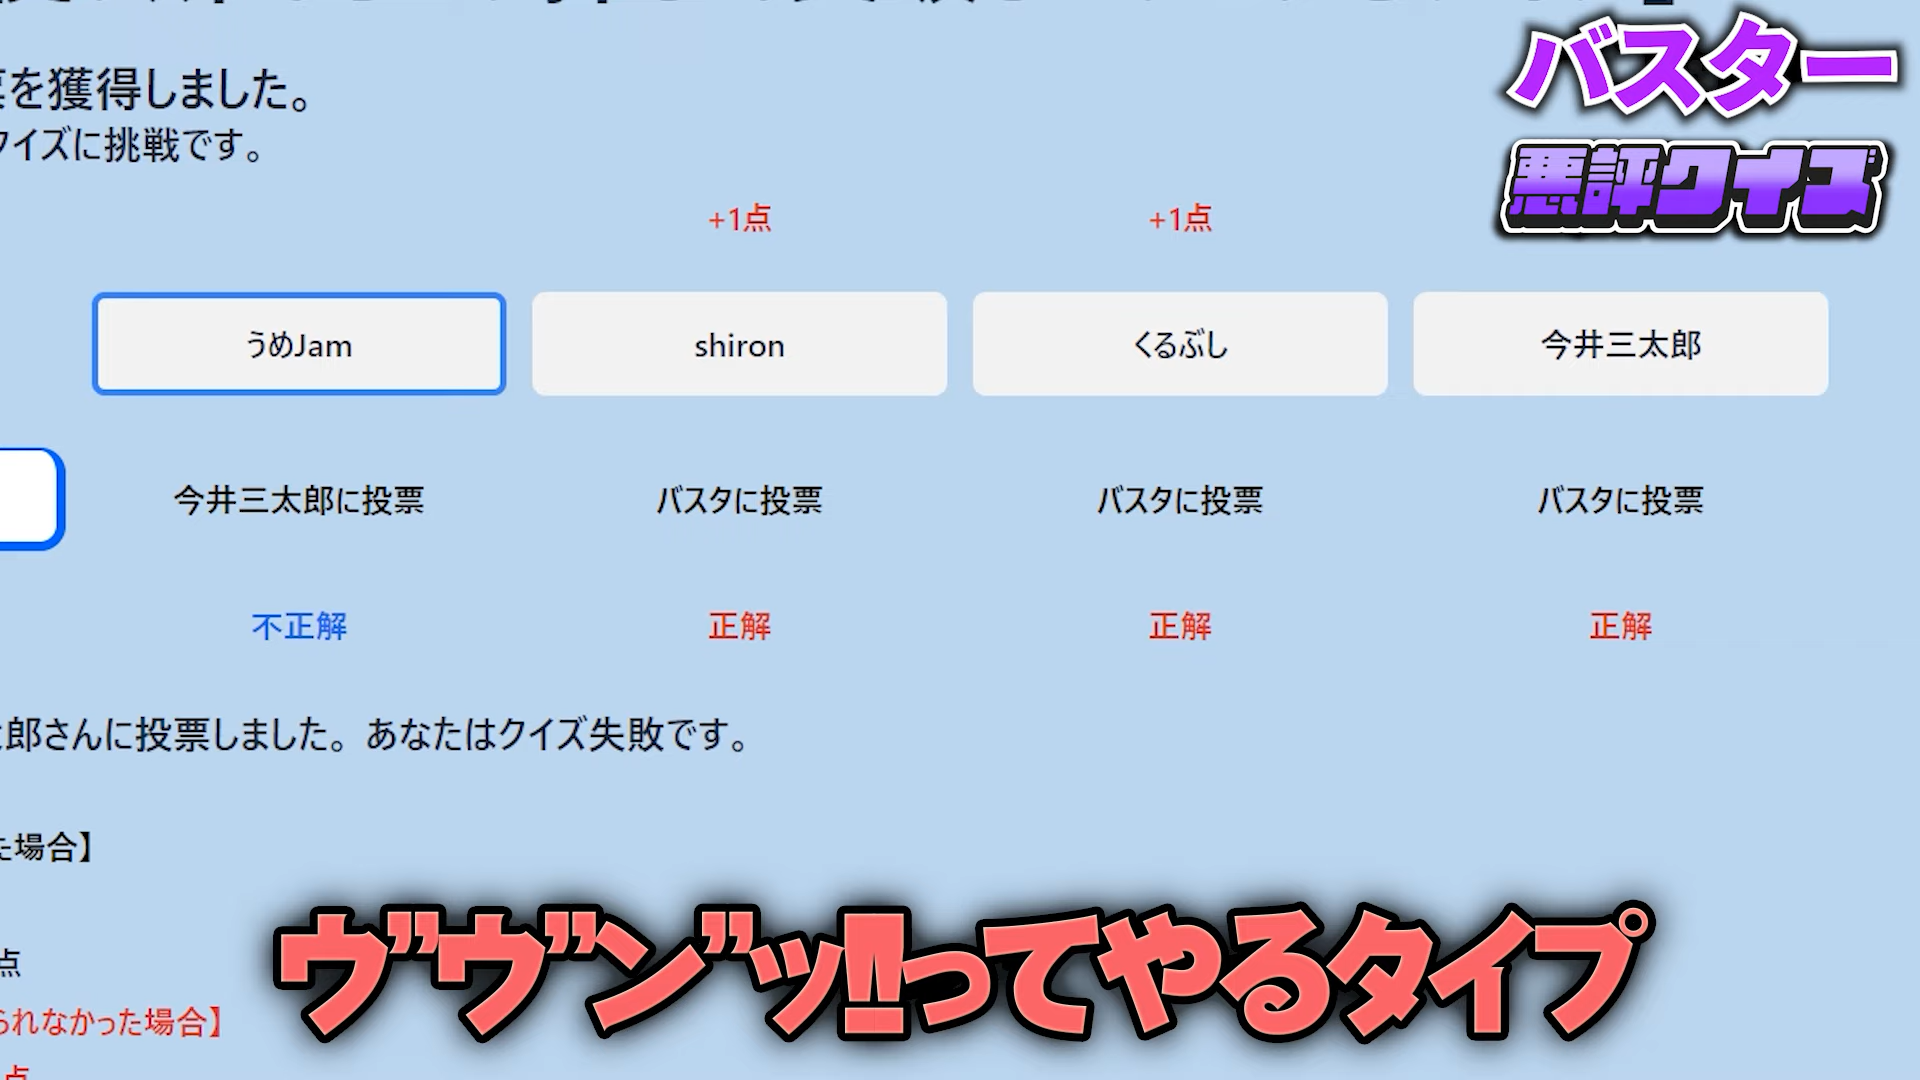 を獲得しました。
クイズに挑戦です。
バスター
悪評クイズ
+1点 +1点
うめJam shiron くるぶし 今井三太郎
今井三太郎に投票 バスタに投票 バスタに投票 バスタに投票
不正解 正解 正解 正解
郎さんに投票しました。あなたはクイズ失敗です。
た場合】
点
られなかった場合】
点
ヴ"ヴ"ン"ッ!!ってやるタイプ